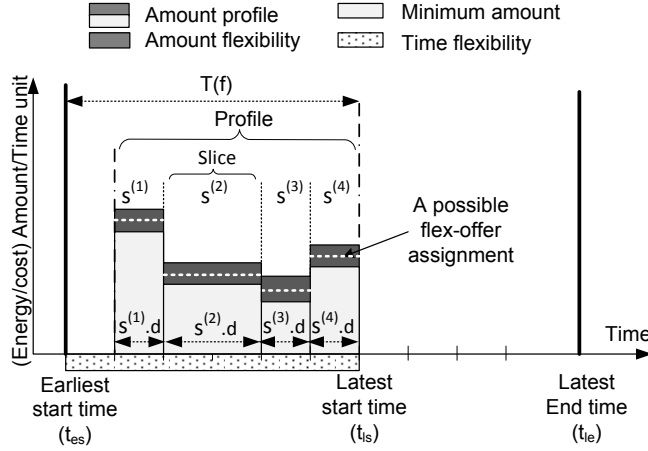 Amount profile
Minimum amount
Amount flexibility
Time flexibility
T(f)
Profile
Slice
s(1)
s(2)
s(3)
s(4)
A possible
flex-offer
assignment
(Energy/cost) Amount/Time unit
s(1).d
s(2).d
s(3).d
s(4).d
Time
Earliest
start time
(tes)
Latest
start time
(tls)
Latest
End time
(tle)